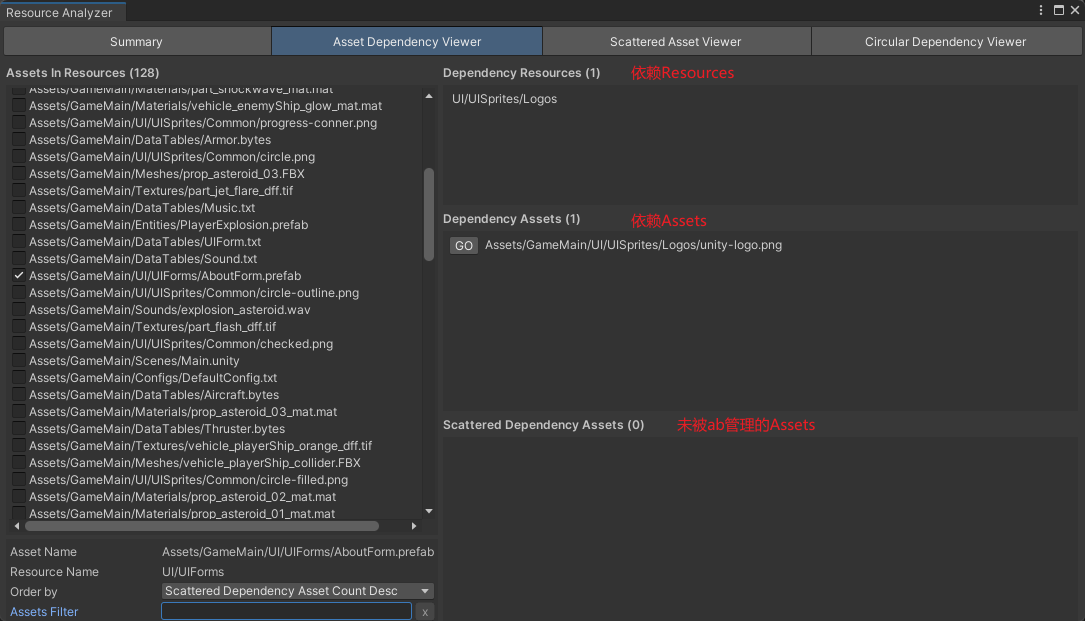 Resource Analyzer
Summary
Asset Dependency Viewer
Scattered Asset Viewer
Circular Dependency Viewer
Assets In Resources (128)
Assets/GameMain/Materials/part_shockwave_mat.mat
Assets/GameMain/Materials/vehicle_enemyShip_glow_mat.mat
Assets/GameMain/UI/UISprites/Common/progress-conner.png
Assets/GameMain/DataTables/Armor.bytes
Assets/GameMain/UI/UISprites/Common/circle.png
Assets/GameMain/Meshes/prop_asteroid_03.FBX
Assets/GameMain/Textures/part_jet_flare_dff.tif
Assets/GameMain/DataTables/Music.txt
Assets/GameMain/Entities/PlayerExplosion.prefab
Assets/GameMain/DataTables/UIForm.txt
Assets/GameMain/DataTables/Sound.txt
Assets/GameMain/UI/UIForms/AboutForm.prefab
Assets/GameMain/UI/UISprites/Common/circle-outline.png
Assets/GameMain/Sounds/explosion_asteroid.wav
Assets/GameMain/Textures/part_flash_dff.tif
Assets/GameMain/UI/UISprites/Common/checked.png
Assets/GameMain/Scenes/Main.unity
Assets/GameMain/Configs/DefaultConfig.txt
Assets/GameMain/DataTables/Aircraft.bytes
Assets/GameMain/Materials/prop_asteroid_03_mat.mat
Assets/GameMain/DataTables/Thruster.bytes
Assets/GameMain/Textures/vehicle_playerShip_orange_dff.tif
Assets/GameMain/Meshes/vehicle_playerShip_collider.FBX
Assets/GameMain/UI/UISprites/Common/circle-filled.png
Assets/GameMain/Materials/prop_asteroid_02_mat.mat
Assets/GameMain/Materials/prop_asteroid_01_mat.mat
Asset Name Assets/GameMain/UI/UIForms/AboutForm.prefab
Resource Name UI/UIForms
Order by Scattered Dependency Asset Count Desc
Assets Filter x
Dependency Resources (1) 依赖Resources
UI/UISprites/Logos
Dependency Assets (1) 依赖Assets
GO Assets/GameMain/UI/UISprites/Logos/unity-logo.png
Scattered Dependency Assets (0) 未被ab管理的Assets